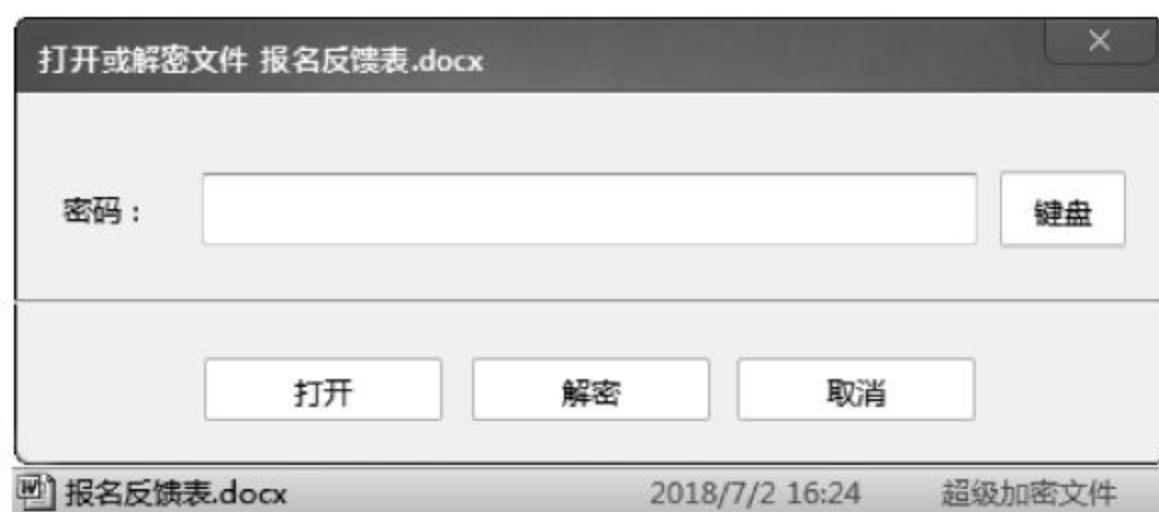 打开或解密文件 报名反馈表.docx
密码：
键盘
打开 解密 取消
报名反馈表.docx 2018/7/2 16:24 超级加密文件